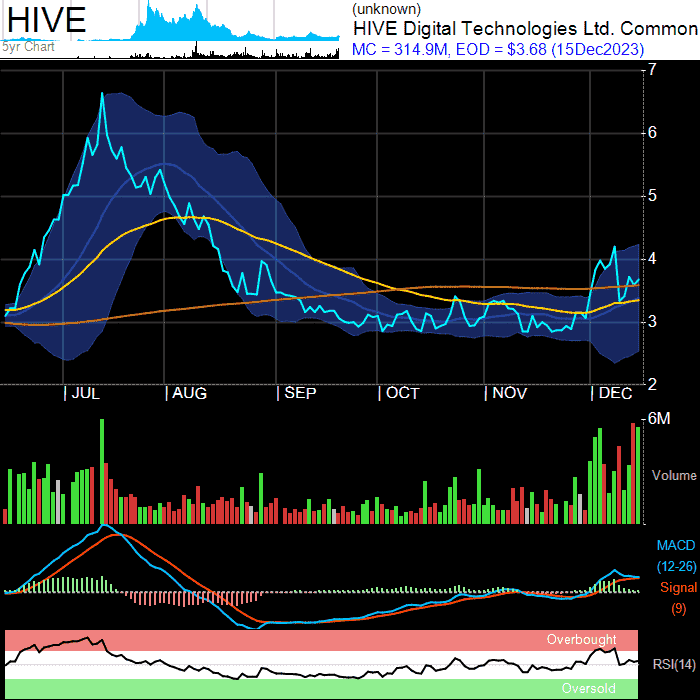 HIVE
5yr Chart
(unknown)
HIVE Digital Technologies Ltd. Common
MC = 314.9M, EOD = $3.68 (15Dec2023)
7
6
5
4
3
2
JUL AUG SEP OCT NOV DEC
6M
Volume
MACD
(12-26)
Signal
(9)
Overbought
RSI(14)
Oversold